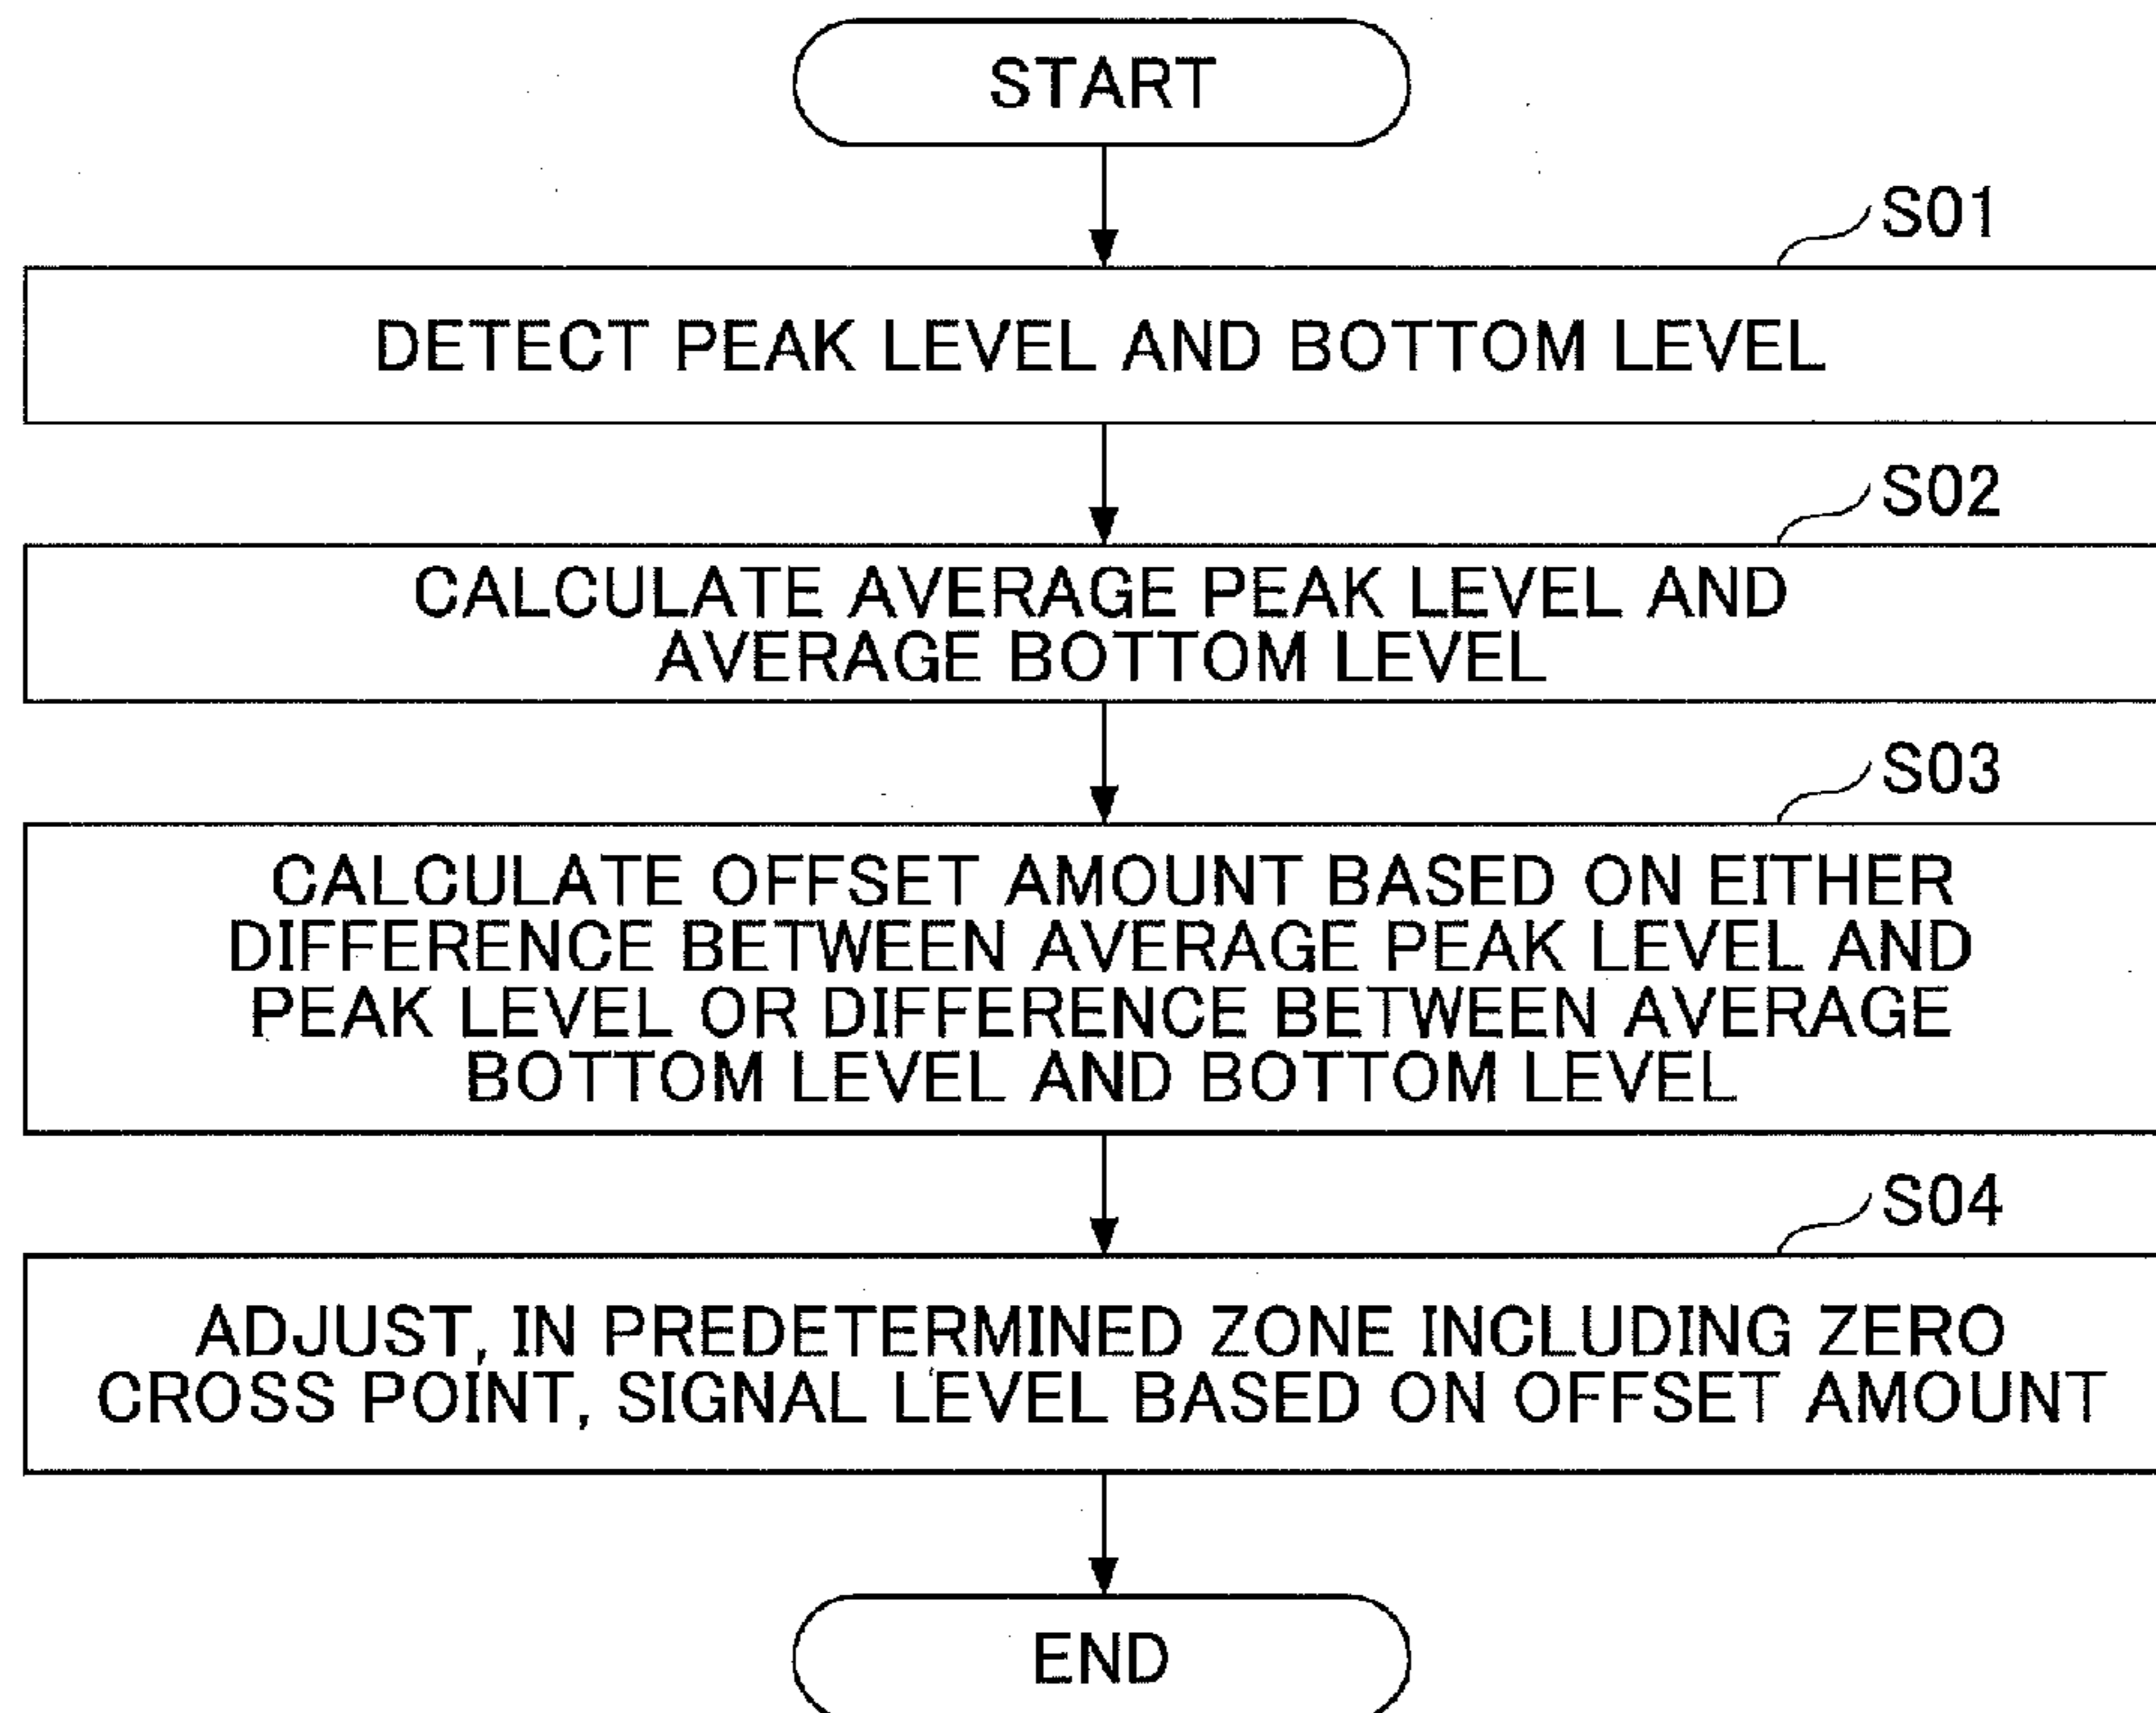 START
S01
DETECT PEAK LEVEL AND BOTTOM LEVEL
S02
CALCULATE AVERAGE PEAK LEVEL AND
AVERAGE BOTTOM LEVEL
S03
CALCULATE OFFSET AMOUNT BASED ON EITHER
DIFFERENCE BETWEEN AVERAGE PEAK LEVEL AND
PEAK LEVEL OR DIFFERENCE BETWEEN AVERAGE
BOTTOM LEVEL AND BOTTOM LEVEL
S04
ADJUST, IN PREDETERMINED ZONE INCLUDING ZERO
CROSS POINT, SIGNAL LEVEL BASED ON OFFSET AMOUNT
END